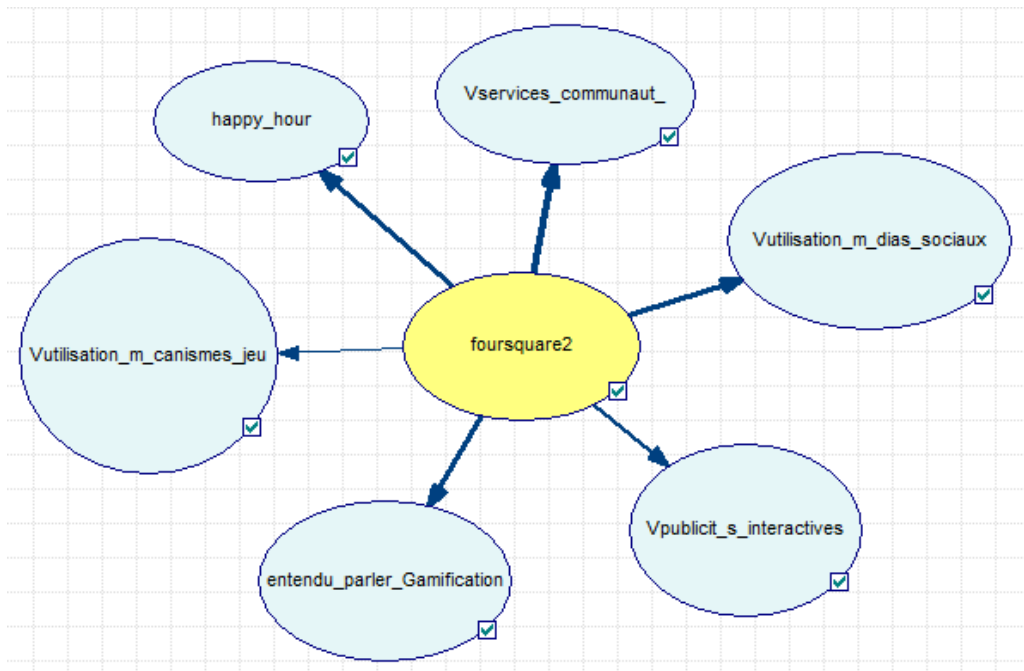 Vservices_communaut_
happy_hour
Vutilisation_m_dias_sociaux
foursquare2
Vutilisation_m_canismes_jeu
Vpublicit_s_interactives
entendu_parler_Gamification